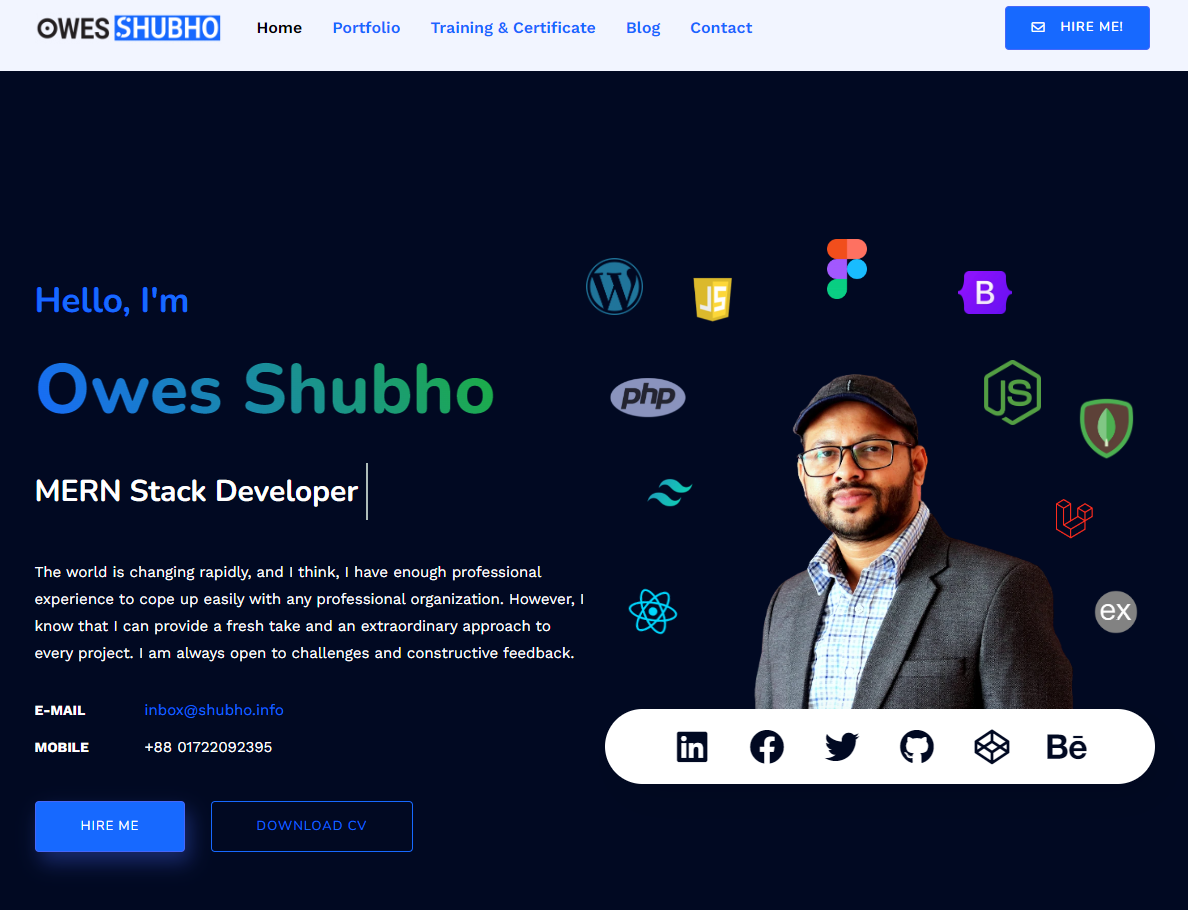 OWES SHUBHO
Home
Portfolio
Training & Certificate
Blog
Contact
HIRE ME!
Hello, I'm
Owes Shubho
MERN Stack Developer
The world is changing rapidly, and I think, I have enough professional
experience to cope up easily with any professional organization. However, I
know that I can provide a fresh take and an extraordinary approach to
every project. I am always open to challenges and constructive feedback.
E-MAIL inbox@shubho.info
MOBILE +88 01722092395
HIRE ME
DOWNLOAD CV
W
JS
B
php
JS
ex
in
f
Bē